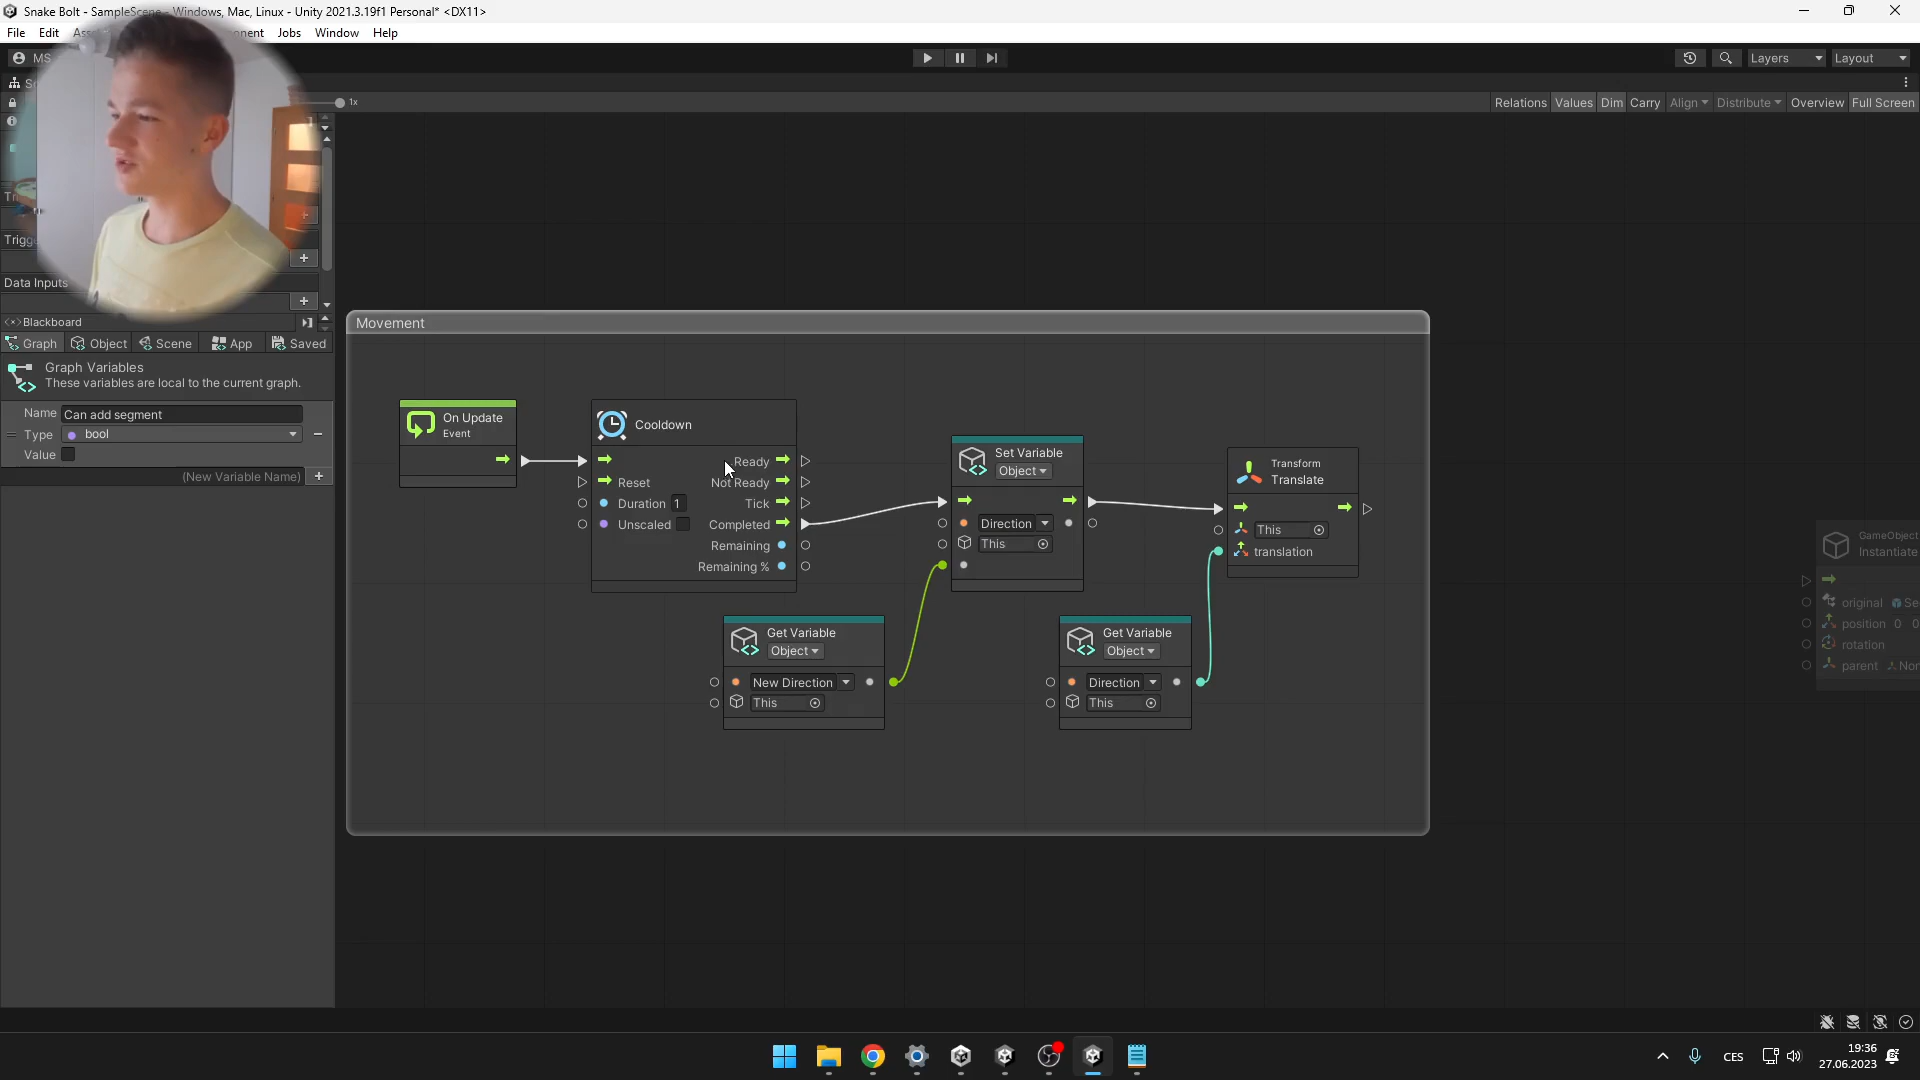 Snake Bolt - SampleScene - Windows, Mac, Linux - Unity 2021.3.19f1 Personal* <DX11>
File Edit Jobs Window Help
MS
Layers Layout
1x
Relations Values Dim Carry Align Distribute Overview Full Screen
Data Inputs
<×> Blackboard
Graph Object Scene App Saved
Graph Variables
These variables are local to the current graph.
Name Can add segment
Type bool
Value
(New Variable Name)
Movement
On Update
Event
Cooldown
Ready
Reset Not Ready
Duration 1 Tick
Unscaled Completed
Remaining
Remaining %
Set Variable
Object
Direction
This
Transform
Translate
This
translation
Get Variable
Object
New Direction
This
Get Variable
Object
Direction
This
GameObject
Instantiate
original
position 0 0
rotation
parent
CES
19:36
27.06.2023